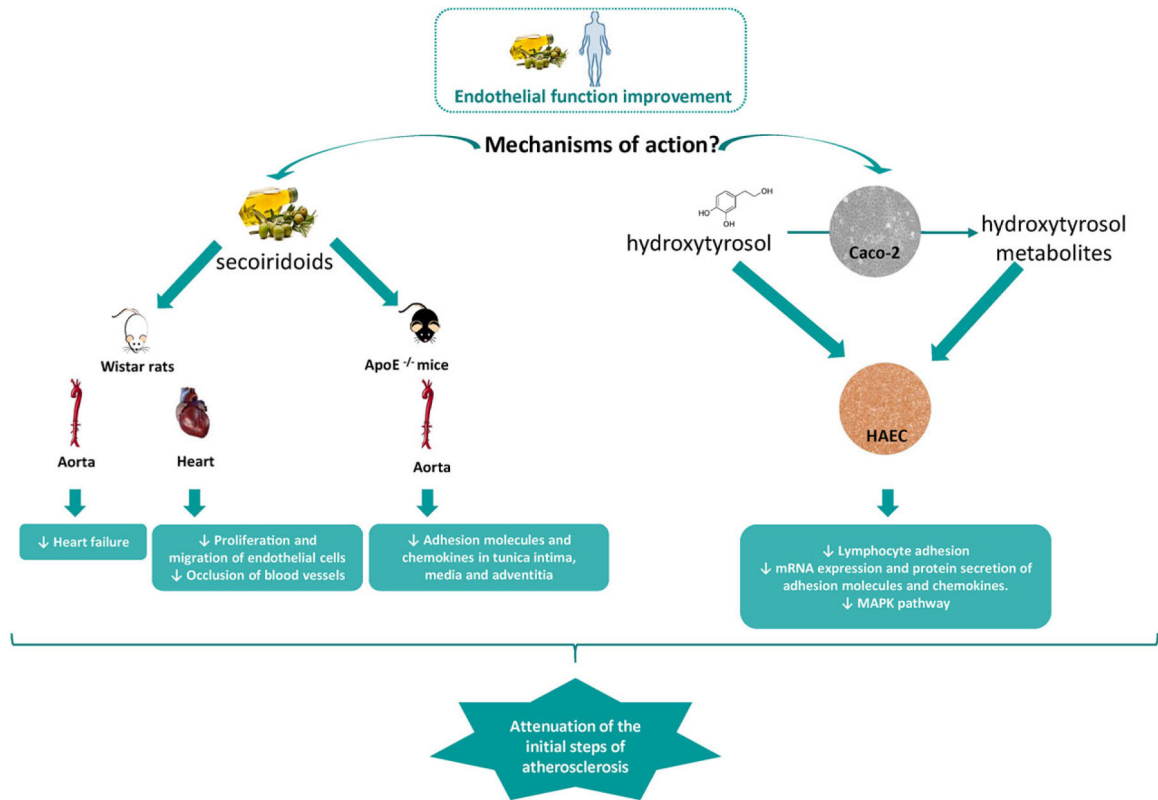 Endothelial function improvement
Mechanisms of action?
secoiridoids
Wistar rats
Aorta
Heart
↓ Heart failure
↓ Proliferation and
migration of endothelial cells
↓ Occlusion of blood vessels
ApoE -/- mice
Aorta
↓ Adhesion molecules and
chemokines in tunica intima,
media and adventitia
OH
HO
OH
hydroxytyrosol
Caco-2
hydroxytyrosol
metabolites
HAEC
↓ Lymphocyte adhesion
↓ mRNA expression and protein secretion of
adhesion molecules and chemokines.
↓ MAPK pathway
Attenuation of the
initial steps of
atherosclerosis